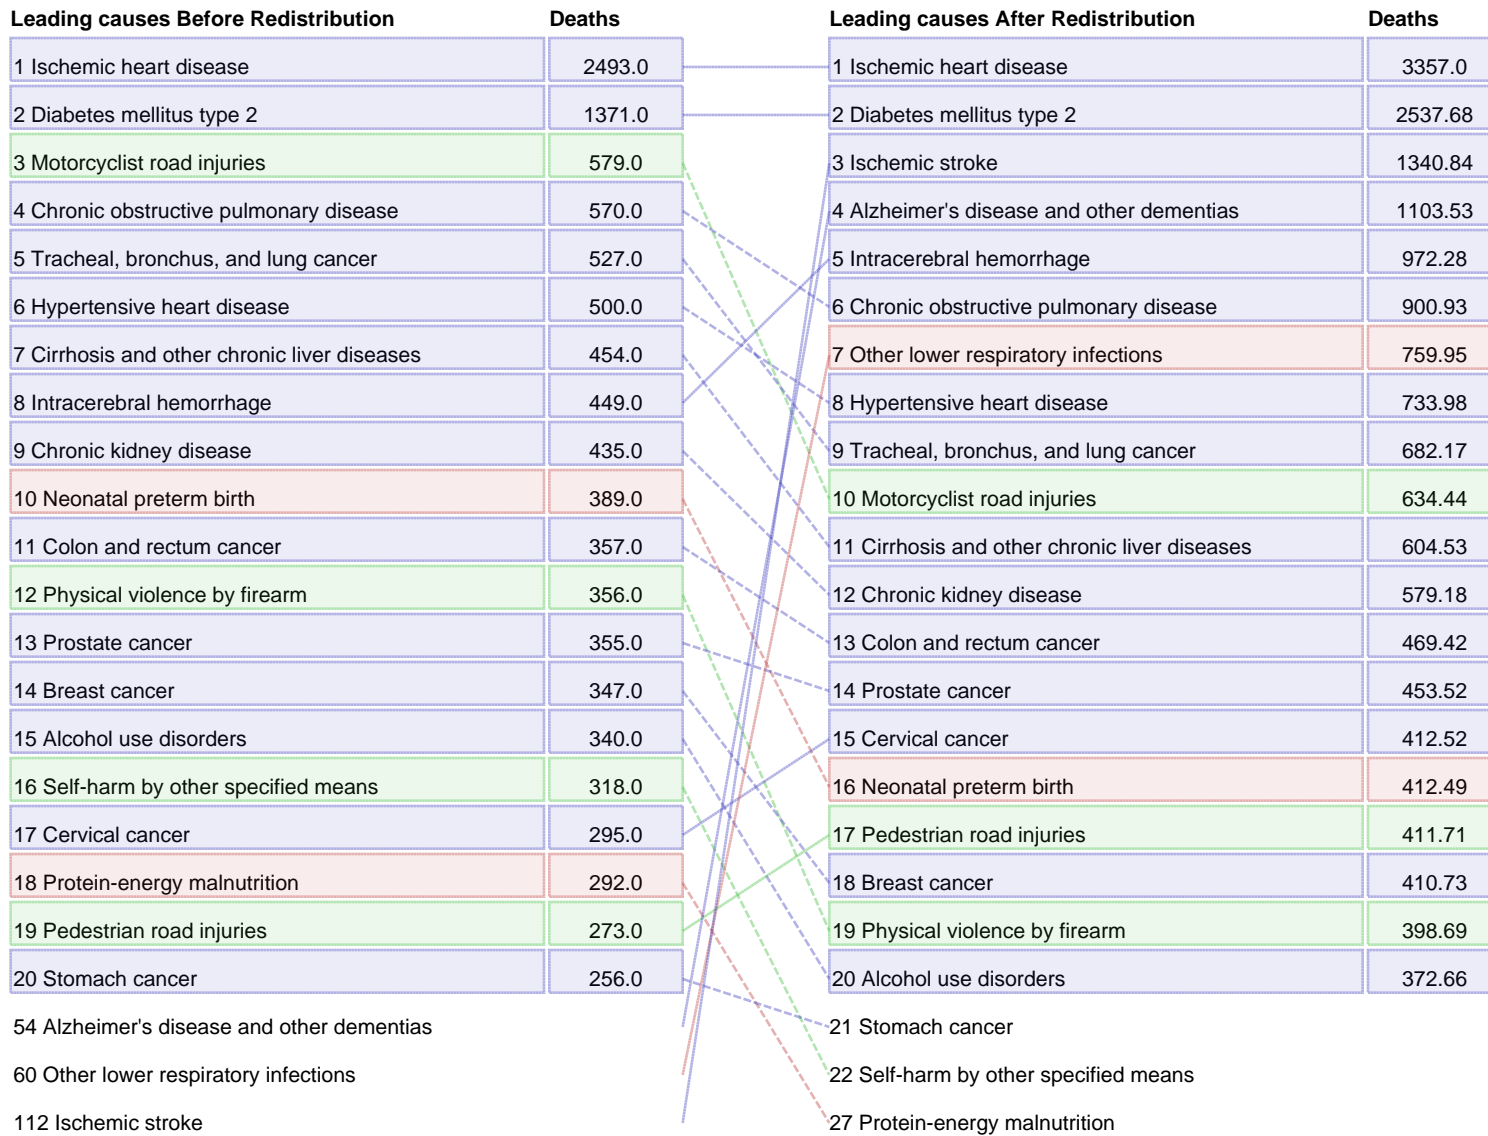 Leading causes Before Redistribution Deaths Leading causes After Redistribution Deaths
1 Ischemic heart disease 2493.0 1 Ischemic heart disease 3357.0
2 Diabetes mellitus type 2 1371.0 2 Diabetes mellitus type 2 2537.68
3 Motorcyclist road injuries 579.0 3 Ischemic stroke 1340.84
4 Chronic obstructive pulmonary disease 570.0 4 Alzheimer's disease and other dementias 1103.53
5 Tracheal, bronchus, and lung cancer 527.0 5 Intracerebral hemorrhage 972.28
6 Hypertensive heart disease 500.0 6 Chronic obstructive pulmonary disease 900.93
7 Cirrhosis and other chronic liver diseases 454.0 7 Other lower respiratory infections 759.95
8 Intracerebral hemorrhage 449.0 8 Hypertensive heart disease 733.98
9 Chronic kidney disease 435.0 9 Tracheal, bronchus, and lung cancer 682.17
10 Neonatal preterm birth 389.0 10 Motorcyclist road injuries 634.44
11 Colon and rectum cancer 357.0 11 Cirrhosis and other chronic liver diseases 604.53
12 Physical violence by firearm 356.0 12 Chronic kidney disease 579.18
13 Prostate cancer 355.0 13 Colon and rectum cancer 469.42
14 Breast cancer 347.0 14 Prostate cancer 453.52
15 Alcohol use disorders 340.0 15 Cervical cancer 412.52
16 Self-harm by other specified means 318.0 16 Neonatal preterm birth 412.49
17 Cervical cancer 295.0 17 Pedestrian road injuries 411.71
18 Protein-energy malnutrition 292.0 18 Breast cancer 410.73
19 Pedestrian road injuries 273.0 19 Physical violence by firearm 398.69
20 Stomach cancer 256.0 20 Alcohol use disorders 372.66
54 Alzheimer's disease and other dementias 21 Stomach cancer
60 Other lower respiratory infections 22 Self-harm by other specified means
112 Ischemic stroke 27 Protein-energy malnutrition